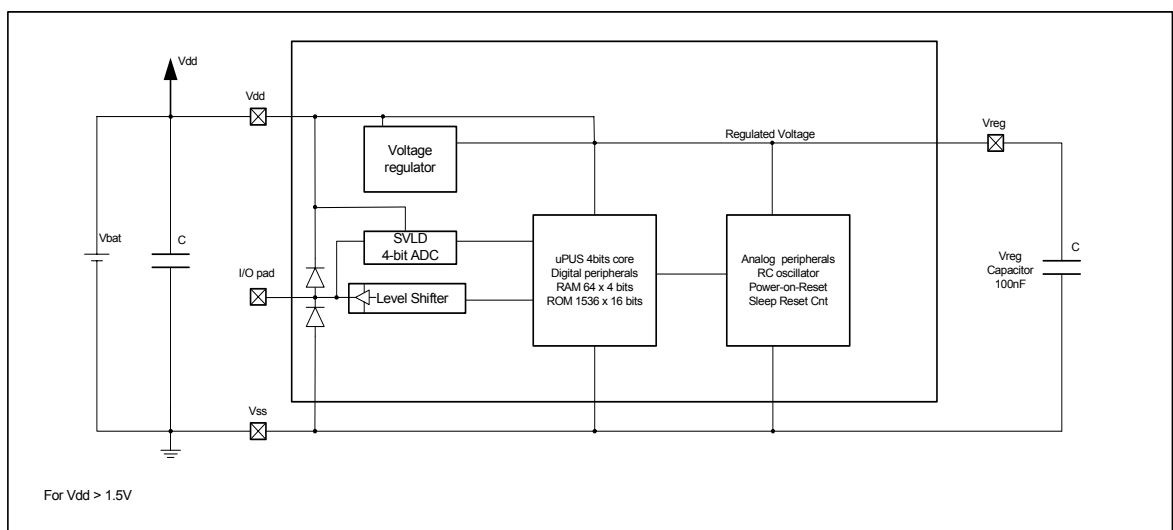 Vdd
Vdd
Vreg
Regulated Voltage
Voltage
regulator
Vbat
C
SVLD
4-bit ADC
I/O pad
Level Shifter
uPUS 4bits core
Digital peripherals
RAM 64 x 4 bits
ROM 1536 x 16 bits
Analog peripherals
RC oscillator
Power-on-Reset
Sleep Reset Cnt
C
Vreg
Capacitor
100nF
Vss
For Vdd > 1.5V